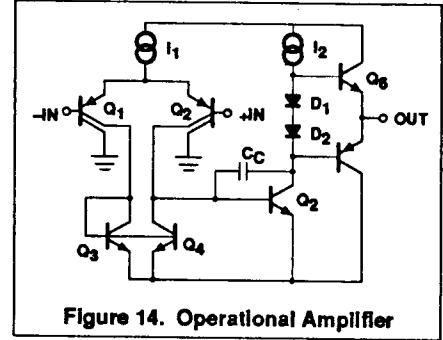 I1
I2
Q6
D1
–IN
Q1
Q2
+IN
OUT
D2
CC
Q2
Q3
Q4
Figure 14. Operational Amplifier